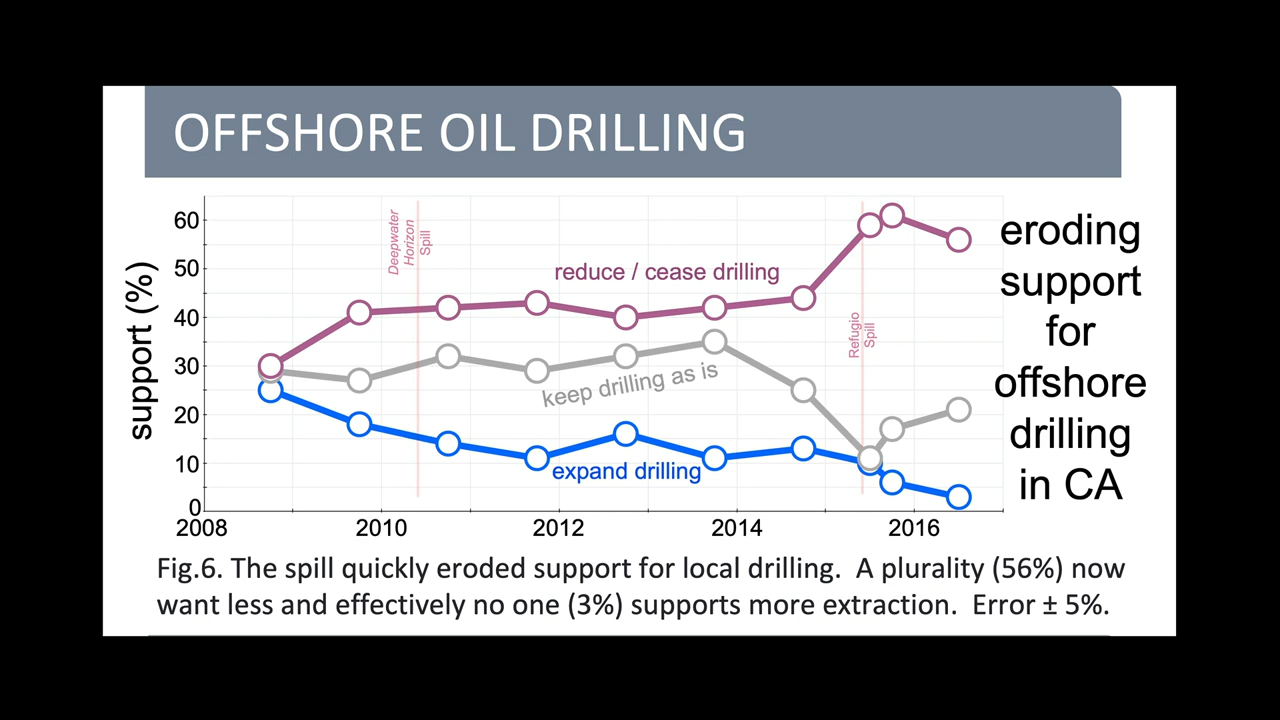 OFFSHORE OIL DRILLING
60
50
40
30
20
10
0
support (%)
2008
2010
2012
2014
2016
Deepwater
Horizon
Spill
reduce / cease drilling
keep drilling as is
expand drilling
Refugio
Spill
eroding
support
for
offshore
drilling
in CA
Fig.6. The spill quickly eroded support for local drilling. A plurality (56%) now
want less and effectively no one (3%) supports more extraction. Error ± 5%.